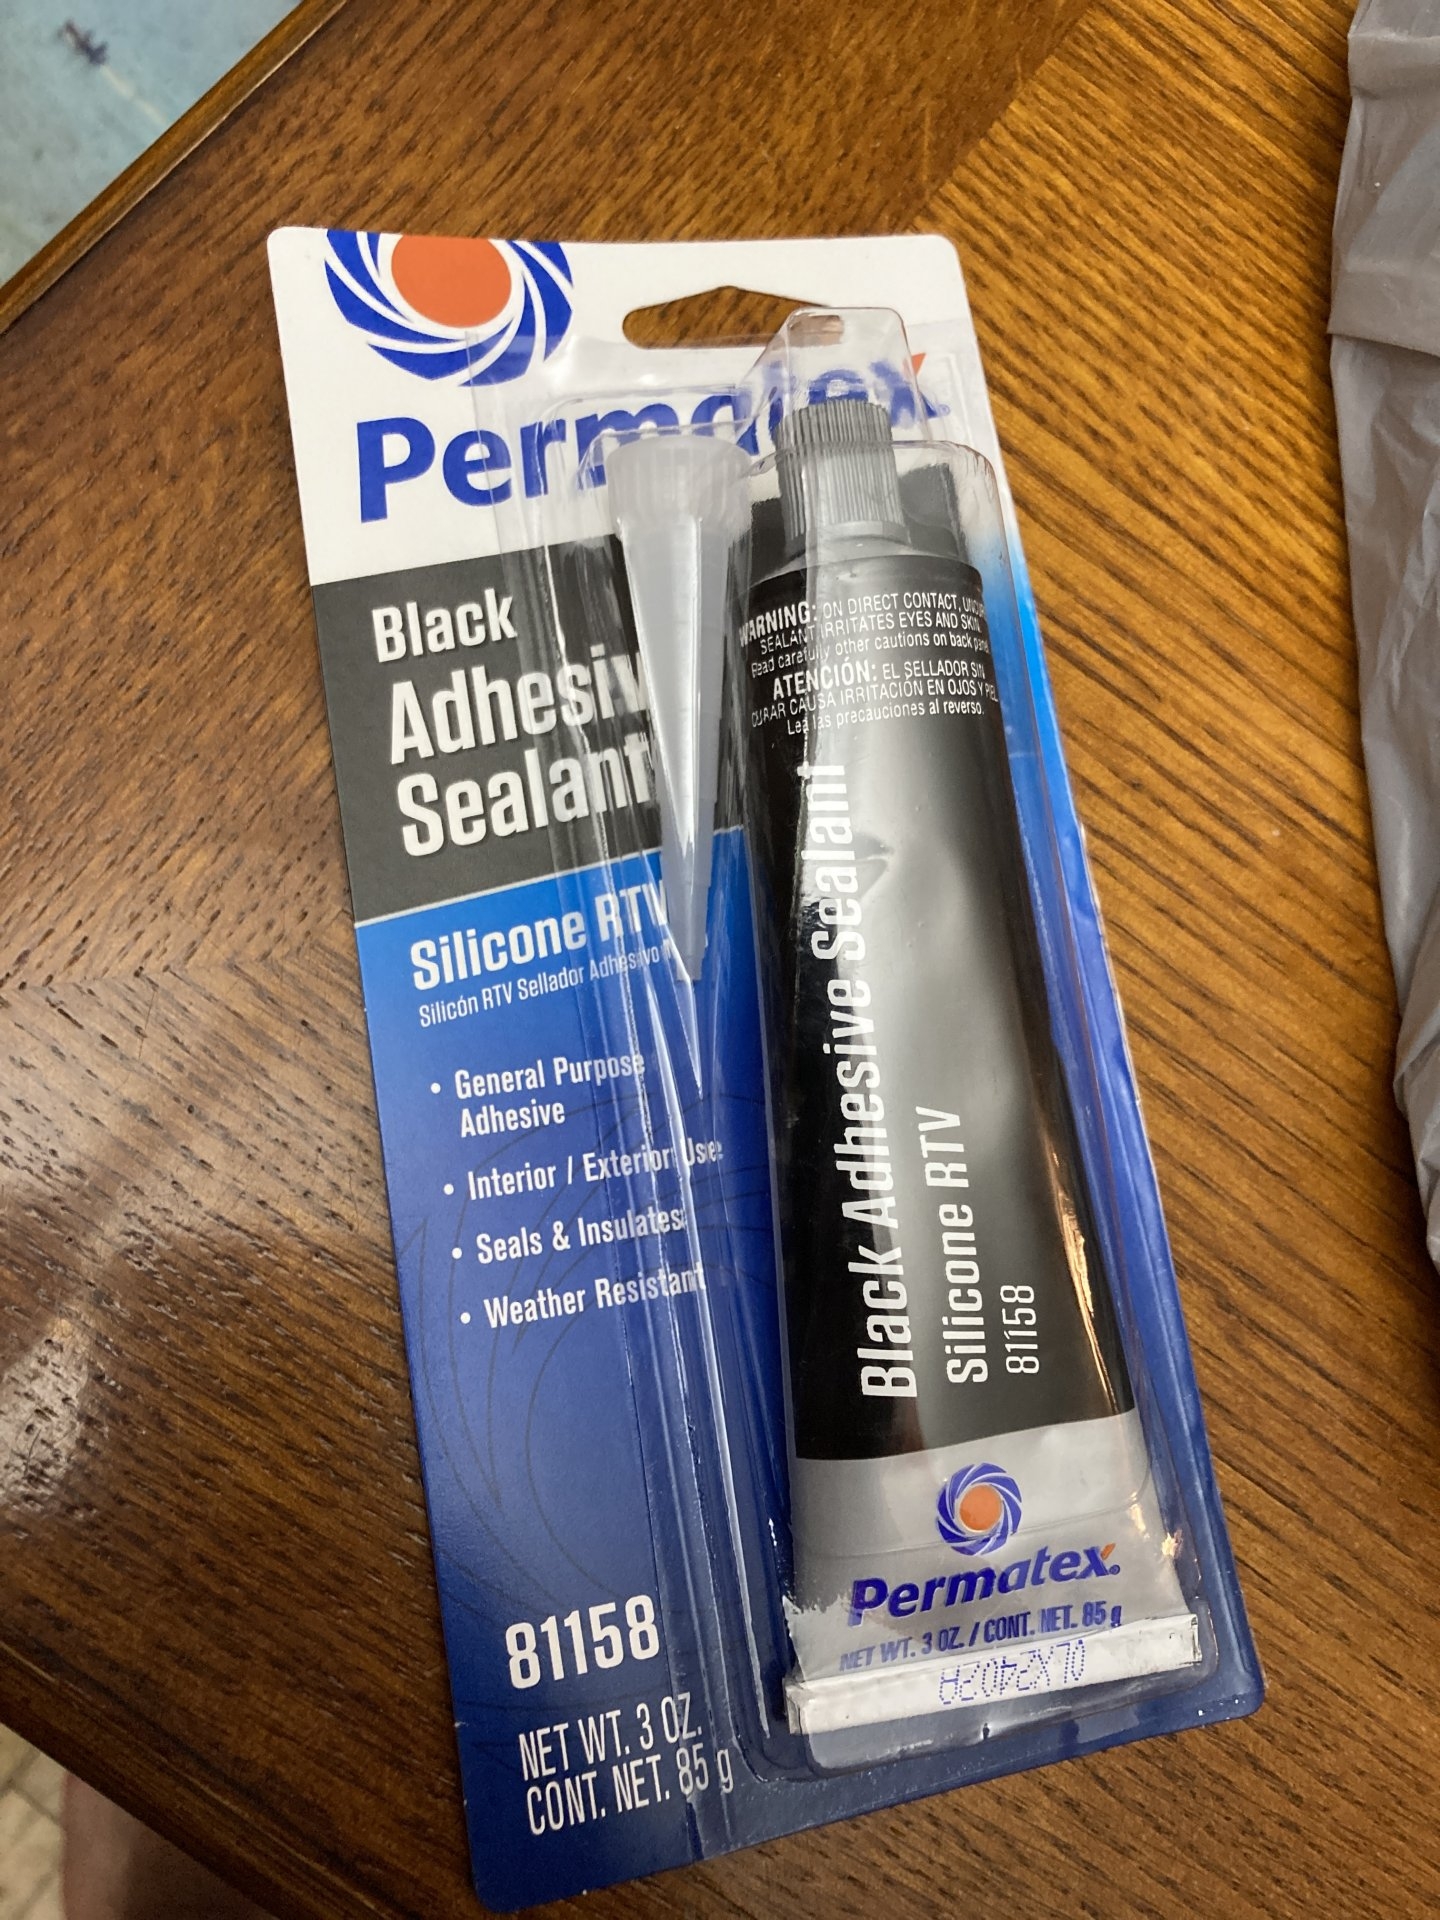 Permatex
Black
Adhesiv
Sealant
Silicone RTV
Silicón RTV Sellador Adhesivo
• General Purpose
Adhesive
• Interior / Exterior Use
• Seals & Insulates
• Weather Resistant
81158
NET WT. 3 OZ.
CONT. NET. 85 g
WARNING: ON DIRECT CONTACT, UNCUR
SEALANT IRRITATES EYES AND SKIN.
Read carefully other cautions on back panel
ATENCIÓN: EL SELLADOR SIN
CURAR CAUSA IRRITACIÓN EN OJOS Y PIEL
Lea las precauciones al reverso.
Black Adhesive Sealant
Silicone RTV
81158
Permatex.
NET WT. 3 OZ. / CONT. NET. 85 g